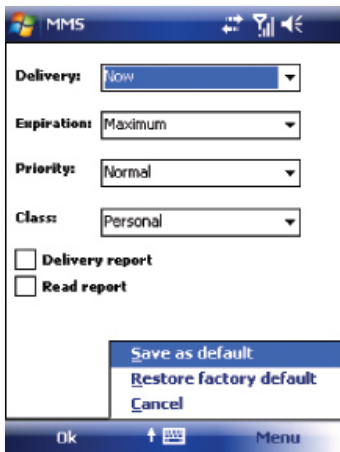 MMS
Delivery: Now
Expiration: Maximum
Priority: Normal
Class: Personal
Delivery report
Read report
Save as default
Restore factory default
Cancel
Ok Menu